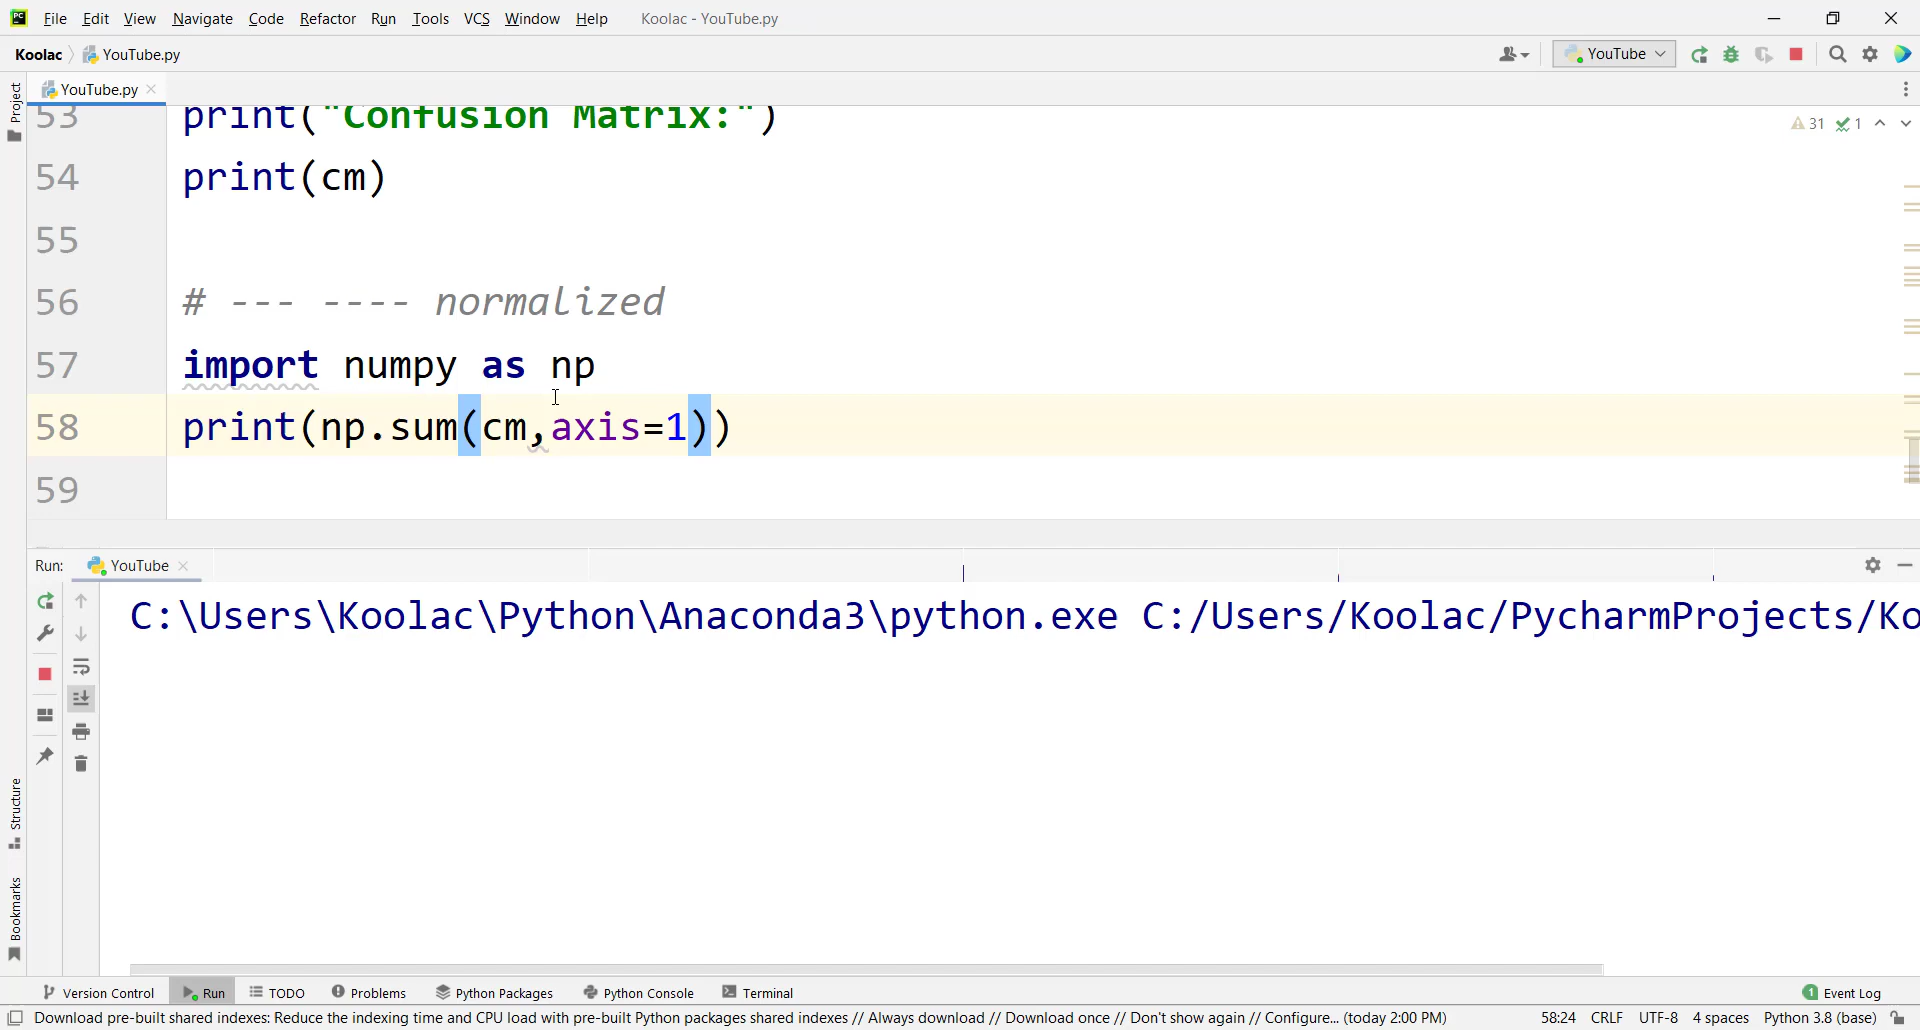 PC File Edit View Navigate Code Refactor Run Tools VCS Window Help Koolac - YouTube.py
Koolac YouTube.py YouTube
Project YouTube.py
53 print("Confusion Matrix:")
31 1
54 print(cm)
55
56 # --- ---- normalized
57 import numpy as np
58 print(np.sum(cm,axis=1))
59
Run: YouTube
C:\Users\Koolac\Python\Anaconda3\python.exe C:/Users/Koolac/PycharmProjects/Ko
Structure
Bookmarks
Version Control Run TODO Problems Python Packages Python Console Terminal 1 Event Log
Download pre-built shared indexes: Reduce the indexing time and CPU load with pre-built Python packages shared indexes // Always download // Download once // Don't show again // Configure... (today 2:00 PM) 58:24 CRLF UTF-8 4 spaces Python 3.8 (base)